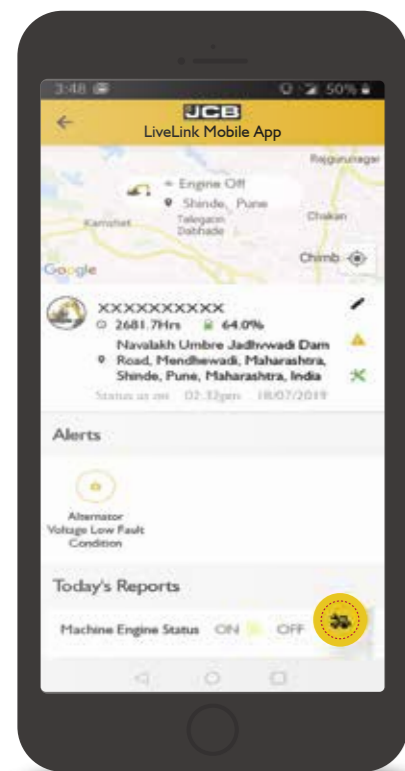 3:48
50%
JCB
LiveLink Mobile App
Rajgurunagar
Engine Off
Shinde, Pune
Kamshet
Talegaon
Dabhade
Chakan
Chimb
Google
XXXXXXXXXX
2681.7Hrs 64.0%
Navalakh Umbre Jadhvwadi Dam
Road, Mendhewadi, Maharashtra,
Shinde, Pune, Maharashtra, India
Status as on 02:32pm 18/07/2019
Alerts
Alternator
Voltage Low Fault
Condition
Today's Reports
Machine Engine Status ON OFF